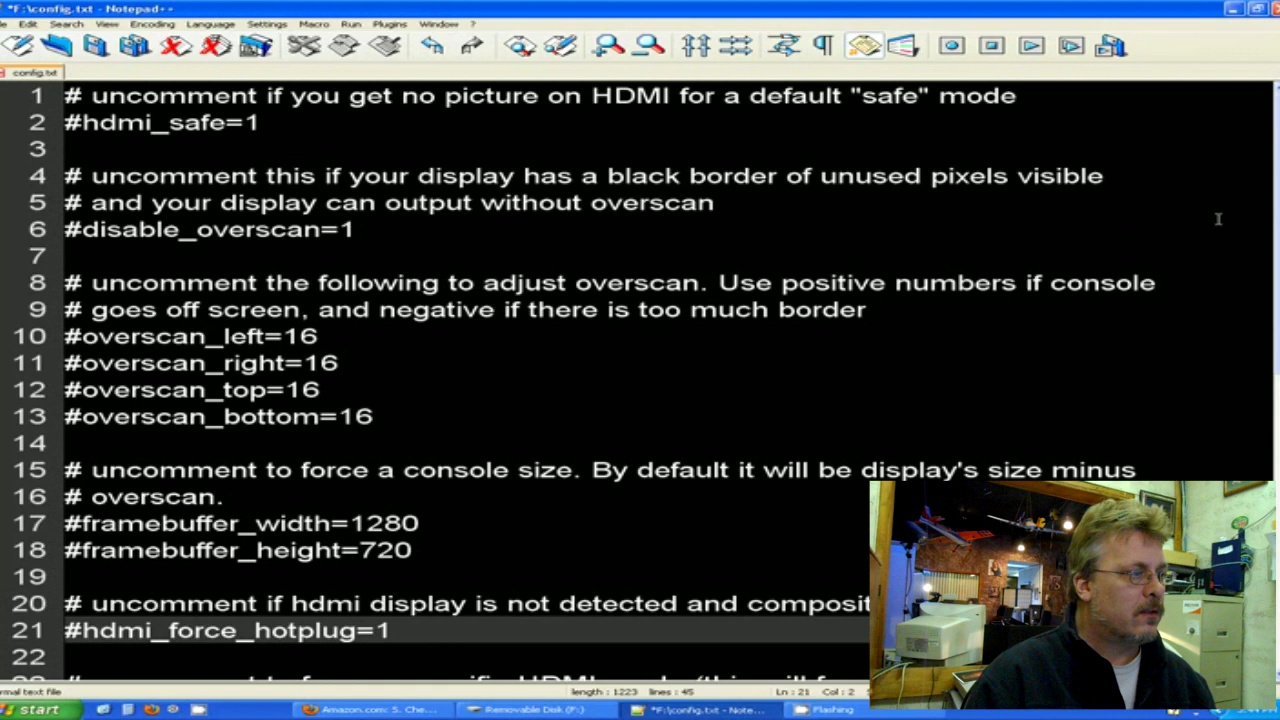 *F:\config.txt - Notepad++
Edit Search View Encoding Language Settings Macro Run Plugins Window ?
config.txt
1 # uncomment if you get no picture on HDMI for a default "safe" mode
2 #hdmi_safe=1
3
4 # uncomment this if your display has a black border of unused pixels visible
5 # and your display can output without overscan
6 #disable_overscan=1
7
8 # uncomment the following to adjust overscan. Use positive numbers if console
9 # goes off screen, and negative if there is too much border
10 #overscan_left=16
11 #overscan_right=16
12 #overscan_top=16
13 #overscan_bottom=16
14
15 # uncomment to force a console size. By default it will be display's size minus
16 # overscan.
17 #framebuffer_width=1280
18 #framebuffer_height=720
19
20 # uncomment if hdmi display is not detected and composit
21 #hdmi_force_hotplug=1
22
rmal text file length : 1223 lines : 45 Ln : 21 Col : 2
start Amazon.com: S. Che... Removable Disk (F:) *F:\config.txt - Note... Flashing